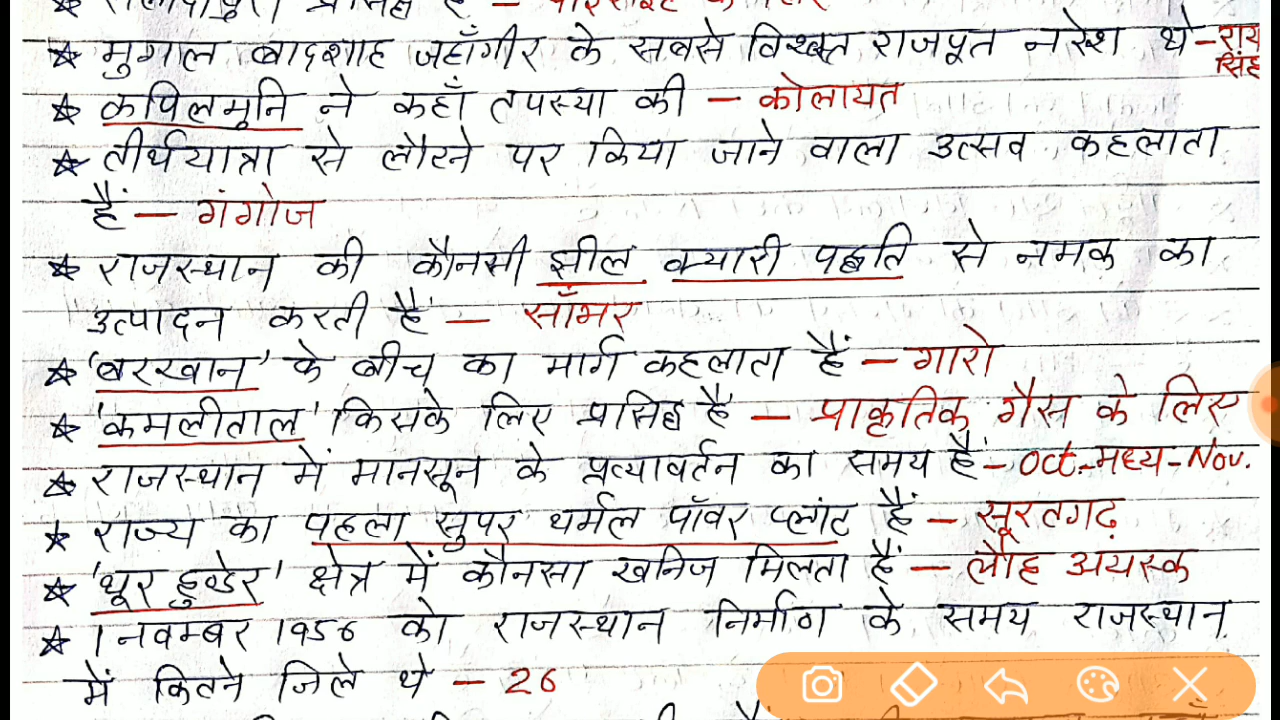 प्रसिद्ध है –
★ मुगल बादशाह जहाँगीर के सबसे विश्वस्त राजपूत नरेश थे – राय
सिंह
★ कपिलमुनि ने कहाँ तपस्या की – कोलायत
★ तीर्थयात्रा से लौटने पर किया जाने वाला उत्सव कहलाता
हैं – गंगोज
★ राजस्थान की कौनसी झील क्यारी पद्धति से नमक का
उत्पादन करती है – साँभर
★ 'बरखान' के बीच का मार्ग कहलाता हैं – गारो
★ 'कमलीताल' किसके लिए प्रसिद्ध है – प्राकृतिक गैस के लिए
★ राजस्थान में मानसून के प्रत्यावर्तन का समय हैं – Oct.-मध्य-Nov.
★ राज्य का पहला सुपर थर्मल पॉवर प्लांट हैं – सूरतगढ़
★ 'थूर हुण्डेर' क्षेत्र में कौनसा खनिज मिलता हैं – लौह अयस्क
★ 1 नवम्बर 1956 को राजस्थान निर्माण के समय राजस्थान
में कितने जिले थे – 26